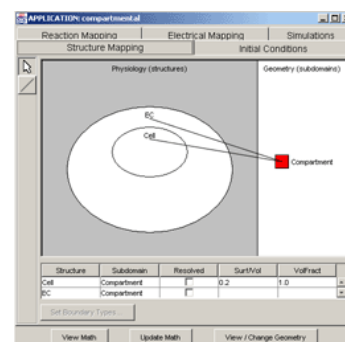 APPLICATION: compartmental
Reaction Mapping Electrical Mapping Simulations
Structure Mapping Initial Conditions
Physiology (structures) Geometry (subdomains)
EC
Cell
Compartment
Structure Subdomain Resolved Surf/Vol VolFract
Cell Compartment 0.2 1.0
EC Compartment
Set Boundary Types...
View Math Update Math View / Change Geometry